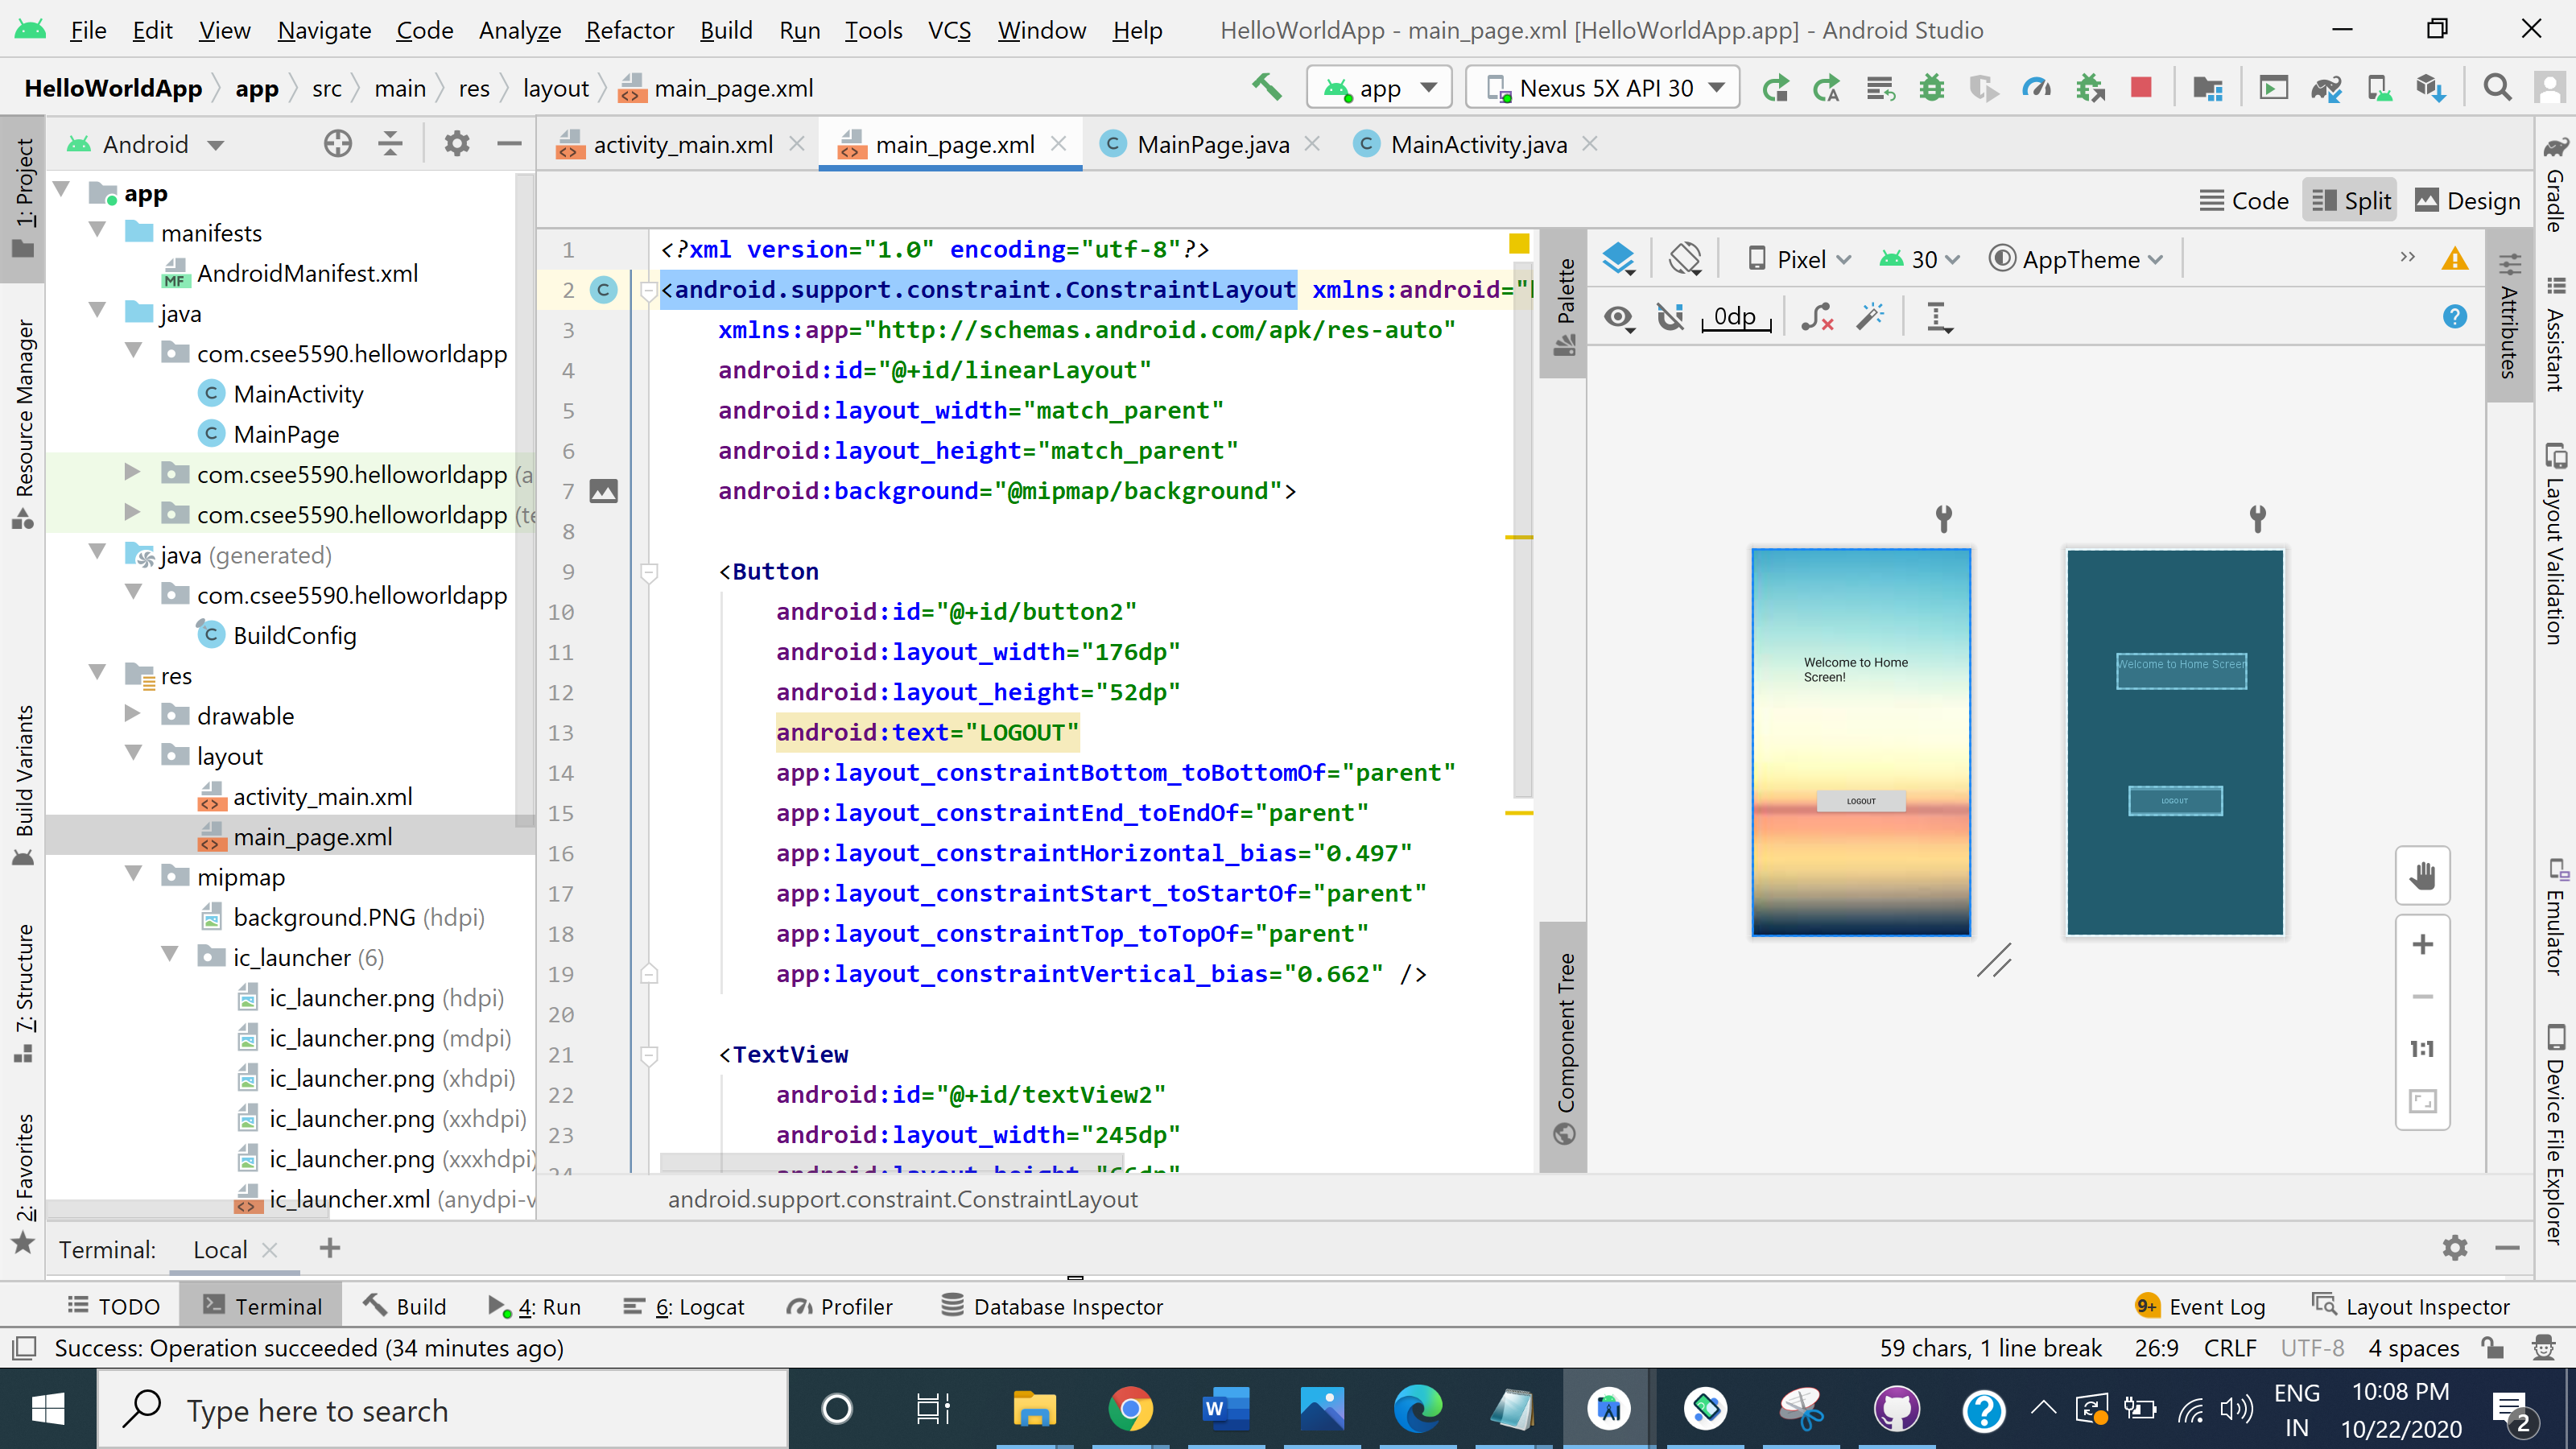 File Edit View Navigate Code Analyze Refactor Build Run Tools VCS Window Help HelloWorldApp - main_page.xml [HelloWorldApp.app] - Android Studio
HelloWorldApp app src main res layout main_page.xml app Nexus 5X API 30
Android
activity_main.xml main_page.xml MainPage.java MainActivity.java
Code Split Design
1: Project
Resource Manager
Build Variants
7: Structure
2: Favorites
app
manifests
AndroidManifest.xml
java
com.csee5590.helloworldapp
MainActivity
MainPage
com.csee5590.helloworldapp (a
com.csee5590.helloworldapp (te
java (generated)
com.csee5590.helloworldapp
BuildConfig
res
drawable
layout
activity_main.xml
main_page.xml
mipmap
background.PNG (hdpi)
ic_launcher (6)
ic_launcher.png (hdpi)
ic_launcher.png (mdpi)
ic_launcher.png (xhdpi)
ic_launcher.png (xxhdpi)
ic_launcher.png (xxxhdpi)
ic_launcher.xml (anydpi-v
1 <?xml version="1.0" encoding="utf-8"?>
2 <android.support.constraint.ConstraintLayout xmlns:android="
3 xmlns:app="http://schemas.android.com/apk/res-auto"
4 android:id="@+id/linearLayout"
5 android:layout_width="match_parent"
6 android:layout_height="match_parent"
7 android:background="@mipmap/background">
8
9 <Button
10 android:id="@+id/button2"
11 android:layout_width="176dp"
12 android:layout_height="52dp"
13 android:text="LOGOUT"
14 app:layout_constraintBottom_toBottomOf="parent"
15 app:layout_constraintEnd_toEndOf="parent"
16 app:layout_constraintHorizontal_bias="0.497"
17 app:layout_constraintStart_toStartOf="parent"
18 app:layout_constraintTop_toTopOf="parent"
19 app:layout_constraintVertical_bias="0.662" />
20
21 <TextView
22 android:id="@+id/textView2"
23 android:layout_width="245dp"
24 android:layout_height="66dp"
android.support.constraint.ConstraintLayout
Palette
Component Tree
Pixel 30 AppTheme
0dp
Welcome to Home
Screen!
LOGOUT
Welcome to Home Screen
LOGOUT
1:1
Attributes
Gradle
Assistant
Layout Validation
Emulator
Device File Explorer
Terminal: Local
TODO Terminal Build 4: Run 6: Logcat Profiler Database Inspector 9+ Event Log Layout Inspector
Success: Operation succeeded (34 minutes ago) 59 chars, 1 line break 26:9 CRLF UTF-8 4 spaces
Type here to search
ENG
IN
10:08 PM
10/22/2020
2